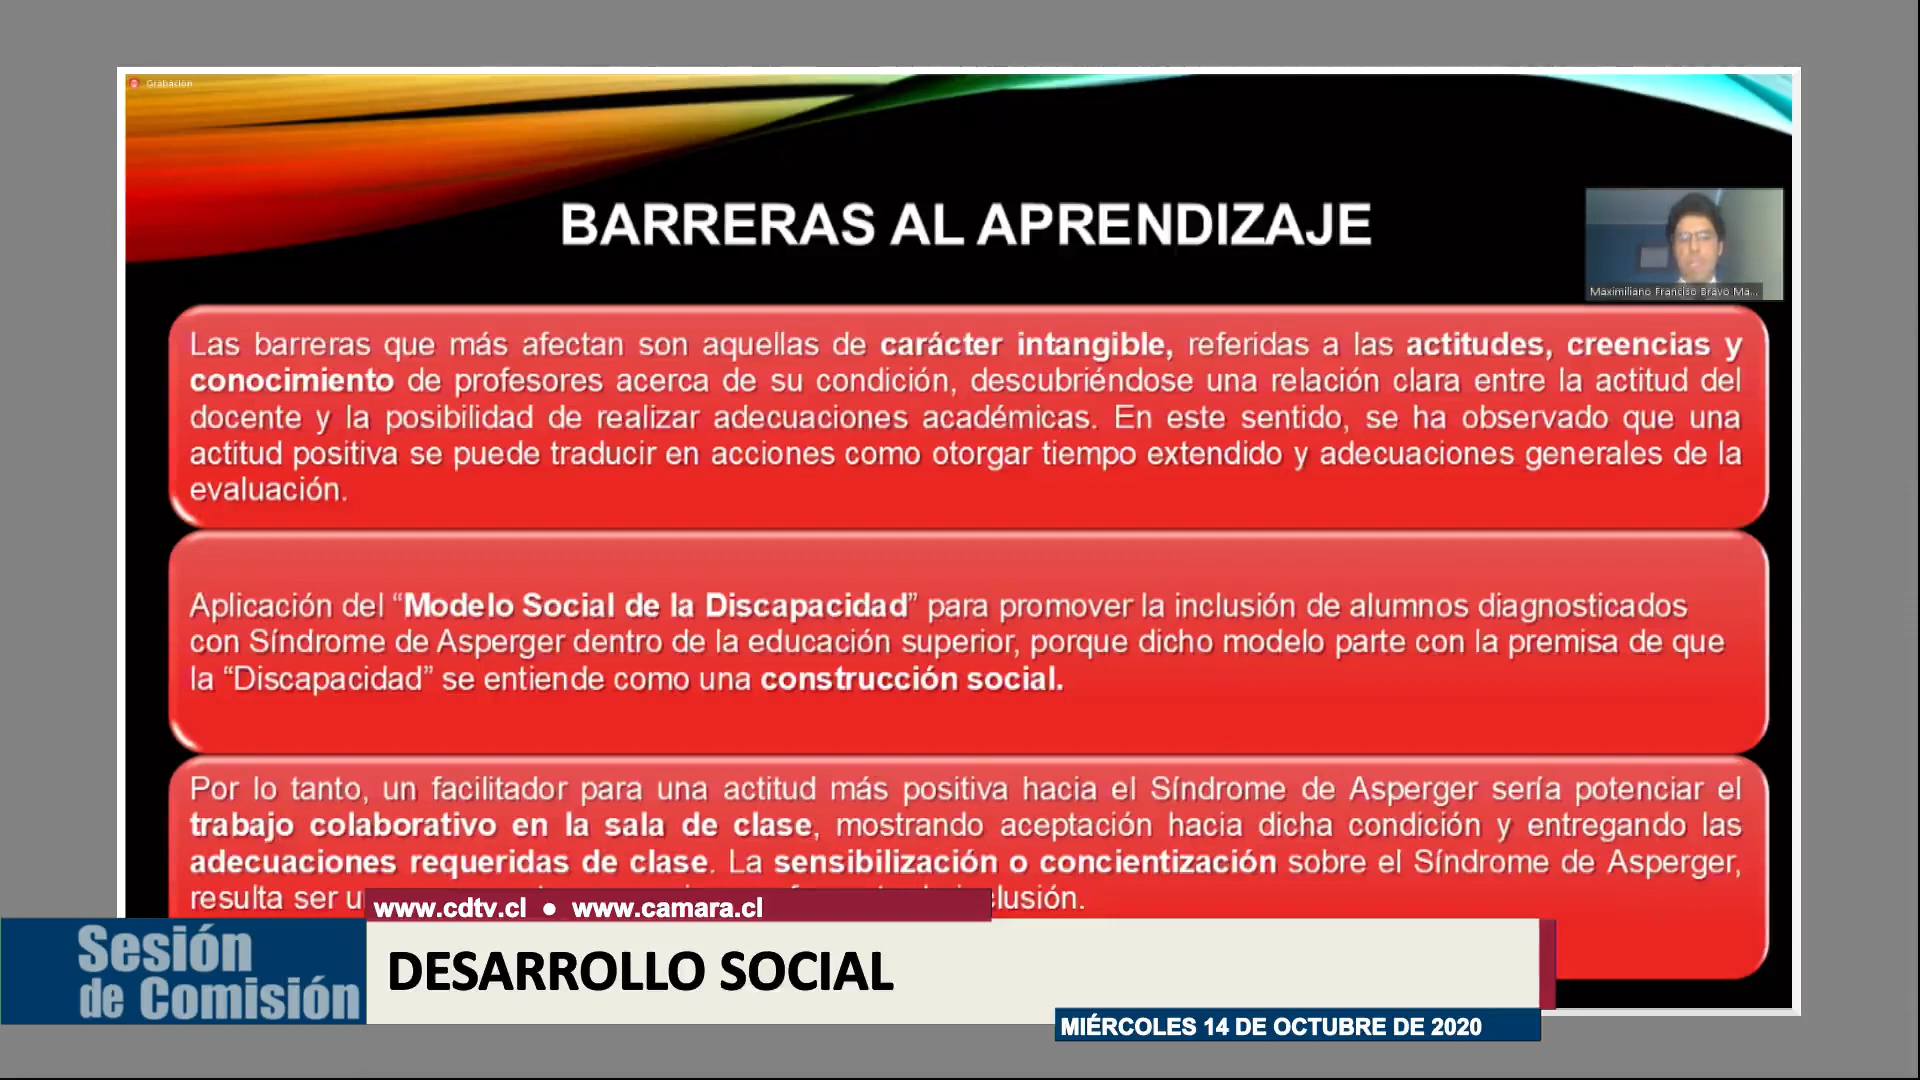 Grabación
BARRERAS AL APRENDIZAJE
Maximiliano Franciso Bravo Ma...
Las barreras que más afectan son aquellas de carácter intangible, referidas a las actitudes, creencias y
conocimiento de profesores acerca de su condición, descubriéndose una relación clara entre la actitud del
docente y la posibilidad de realizar adecuaciones académicas. En este sentido, se ha observado que una
actitud positiva se puede traducir en acciones como otorgar tiempo extendido y adecuaciones generales de la
evaluación.
Aplicación del “Modelo Social de la Discapacidad” para promover la inclusión de alumnos diagnosticados
con Síndrome de Asperger dentro de la educación superior, porque dicho modelo parte con la premisa de que
la “Discapacidad” se entiende como una construcción social.
Por lo tanto, un facilitador para una actitud más positiva hacia el Síndrome de Asperger sería potenciar el
trabajo colaborativo en la sala de clase, mostrando aceptación hacia dicha condición y entregando las
adecuaciones requeridas de clase. La sensibilización o concientización sobre el Síndrome de Asperger,
resulta ser
www.cdtv.cl ● www.camara.cl
Sesión
de Comisión
DESARROLLO SOCIAL
MIÉRCOLES 14 DE OCTUBRE DE 2020